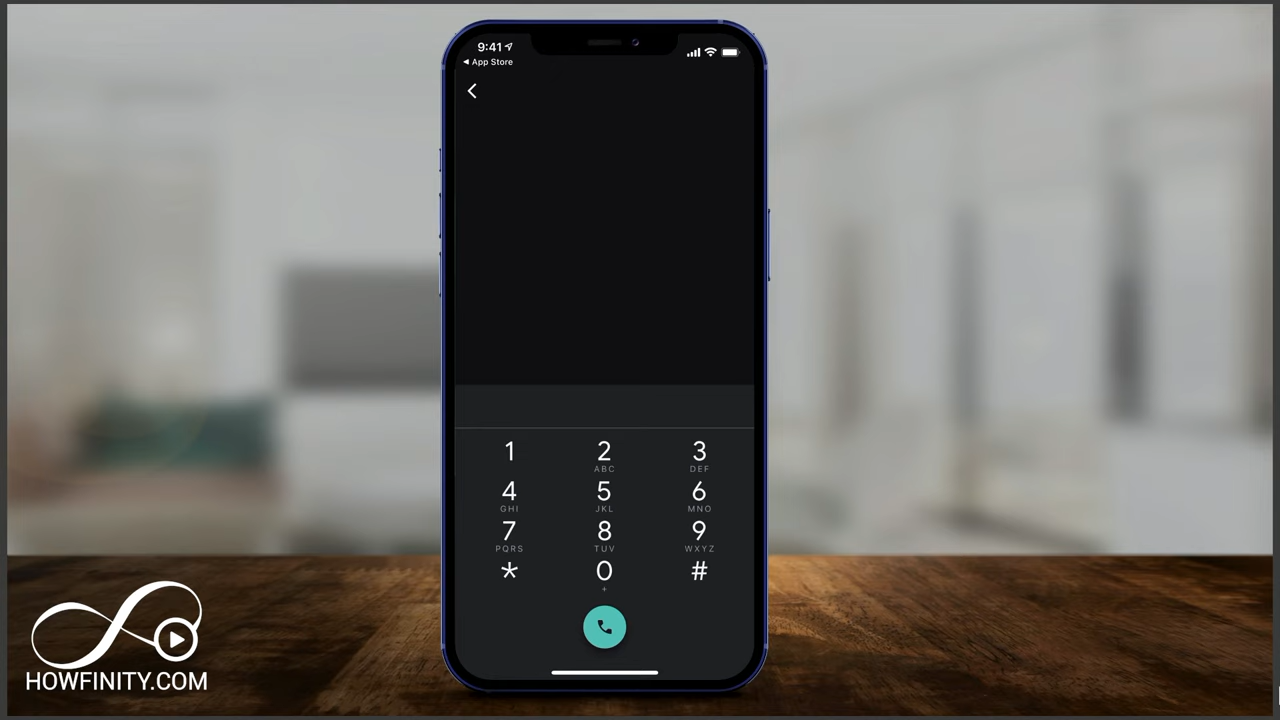 9:41
App Store
1
2
ABC
3
DEF
4
GHI
5
JKL
6
MNO
7
PQRS
8
TUV
9
WXYZ
*
0
+
#
HOWFINITY.COM